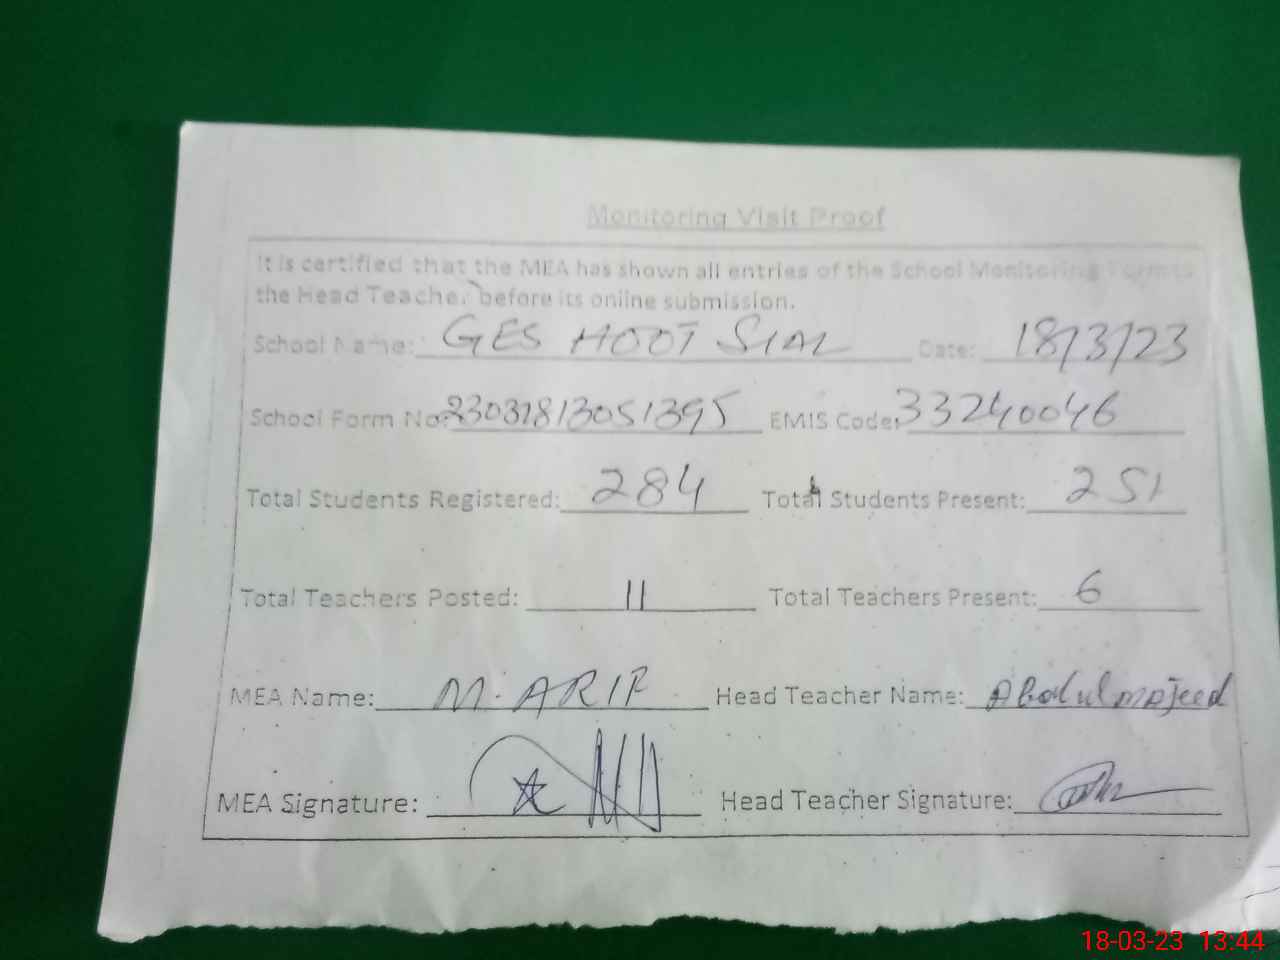 Monitoring Visit Proof
It is certified that the MEA has shown all entries of the School Monitoring Form to
the Head Teacher before its online submission.
School Name: GES HOOT SIAL Date: 18/3/23
School Form No: 23031813051395 EMIS Code: 33240046
Total Students Registered: 284 Total Students Present: 251
Total Teachers Posted: 11 Total Teachers Present: 6
MEA Name: M. ARIF Head Teacher Name: Abdul Majeed
MEA Signature: Head Teacher Signature:
18-03-23 13:44